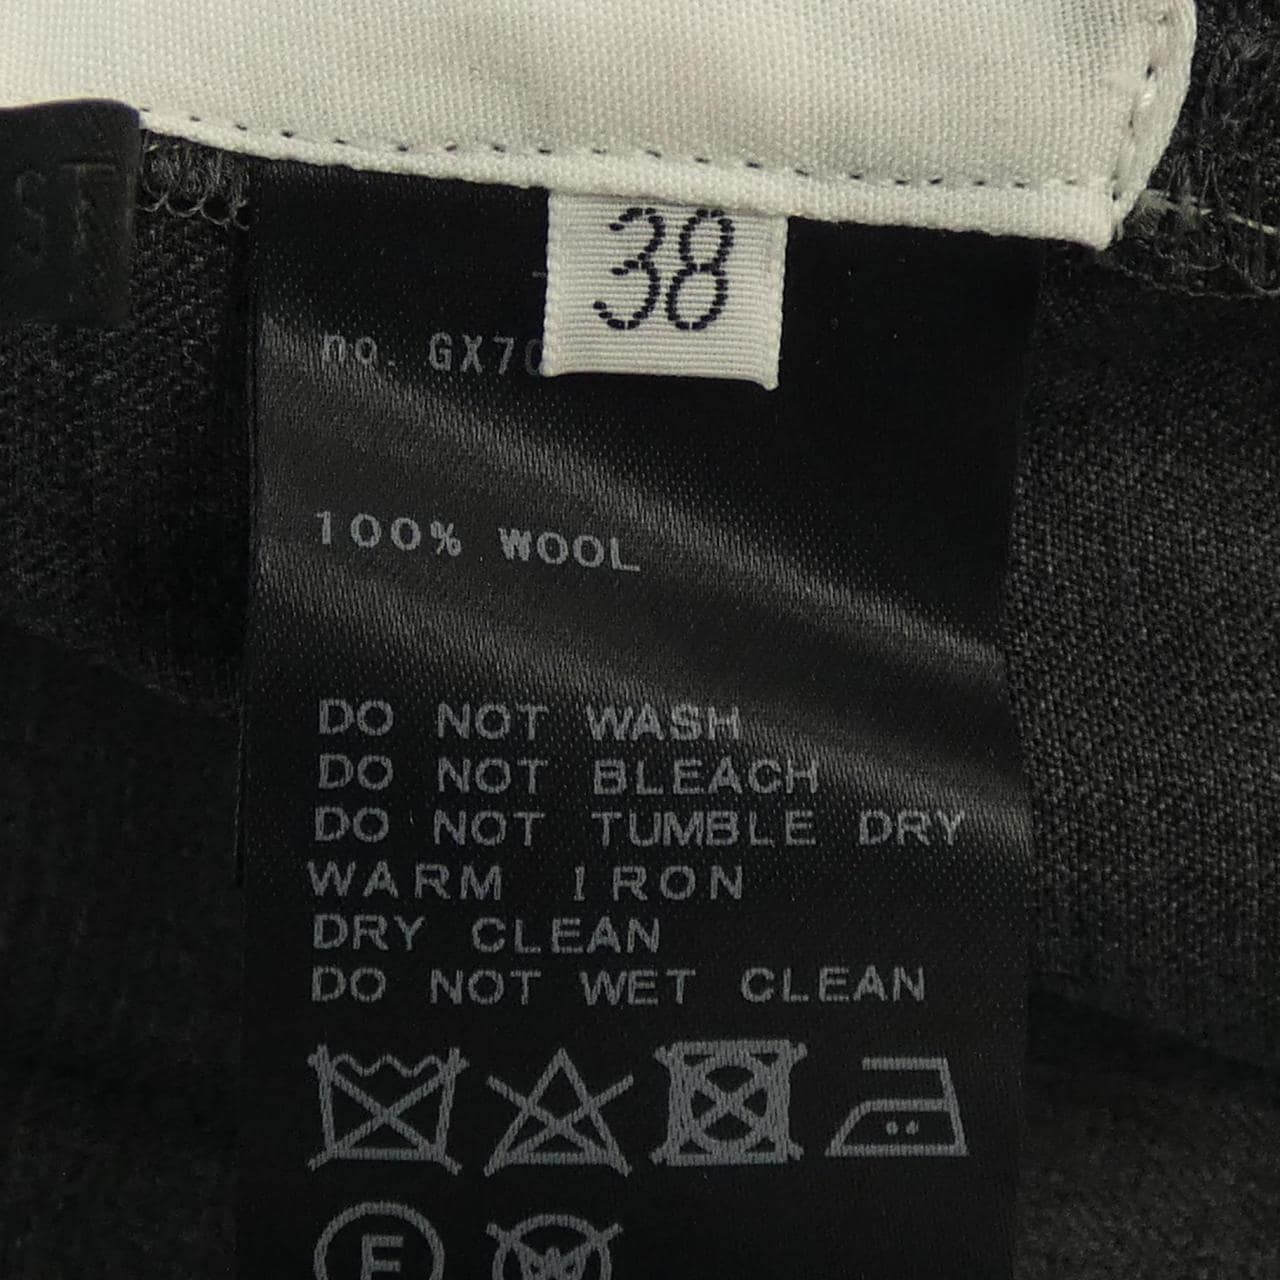 38
no. GX70
100% WOOL
DO NOT WASH
DO NOT BLEACH
DO NOT TUMBLE DRY
WARM IRON
DRY CLEAN
DO NOT WET CLEAN
F
W